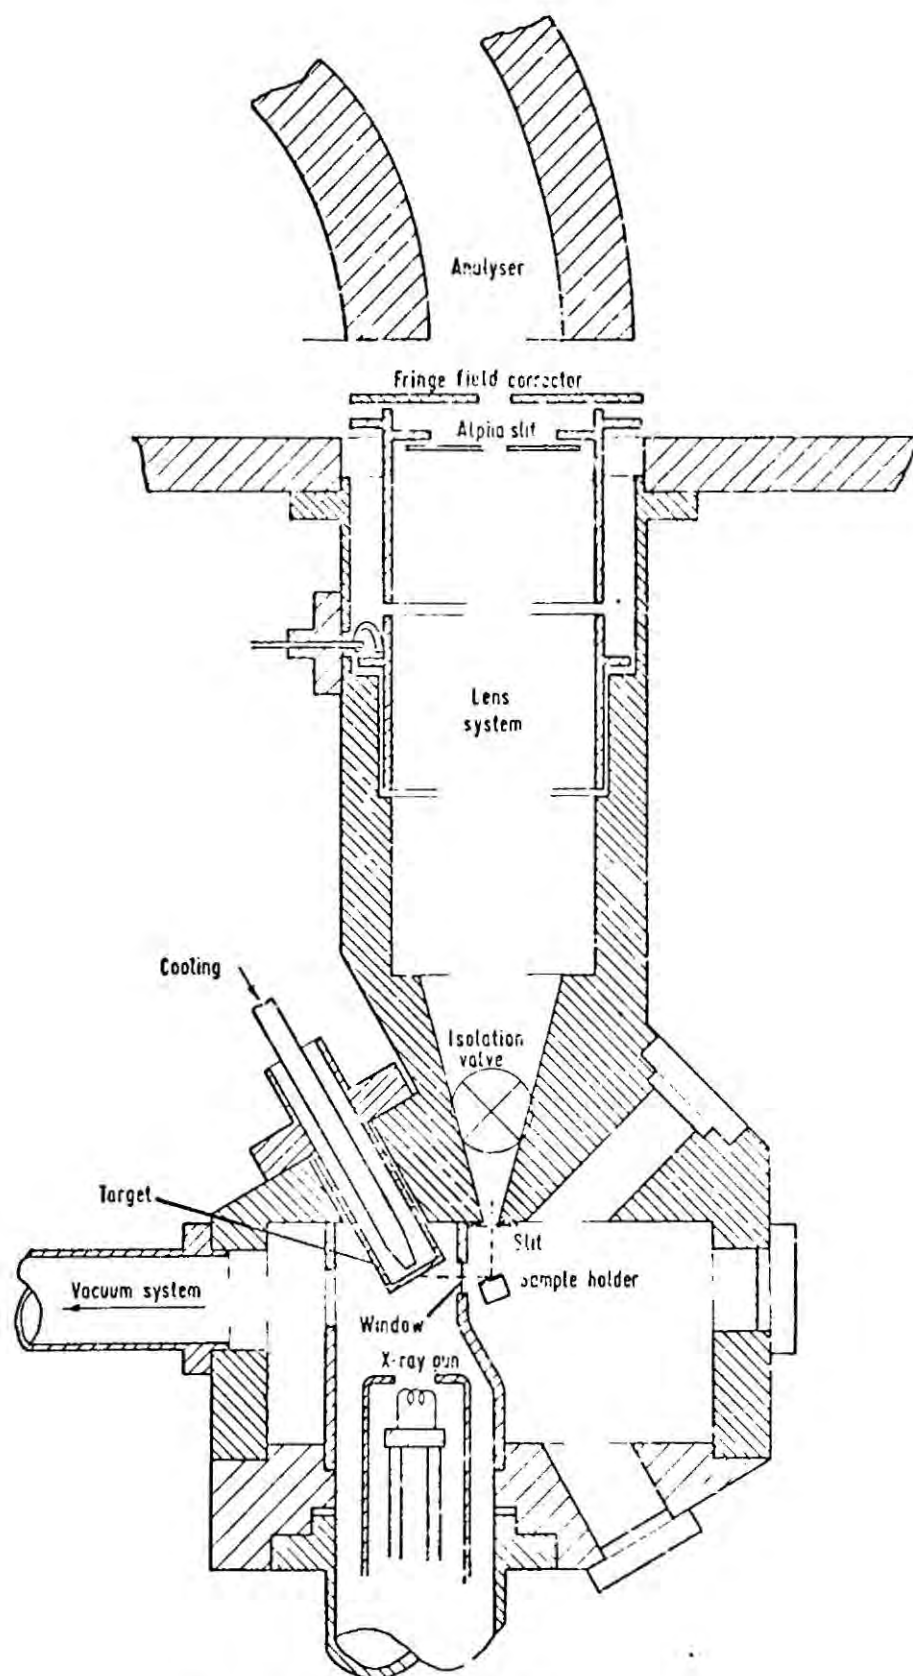 Analyser
Fringe field corrector
Alpha slit
Lens
system
Cooling
Isolation
valve
Target
Slit
Vacuum system
Sample holder
Window
X-ray gun